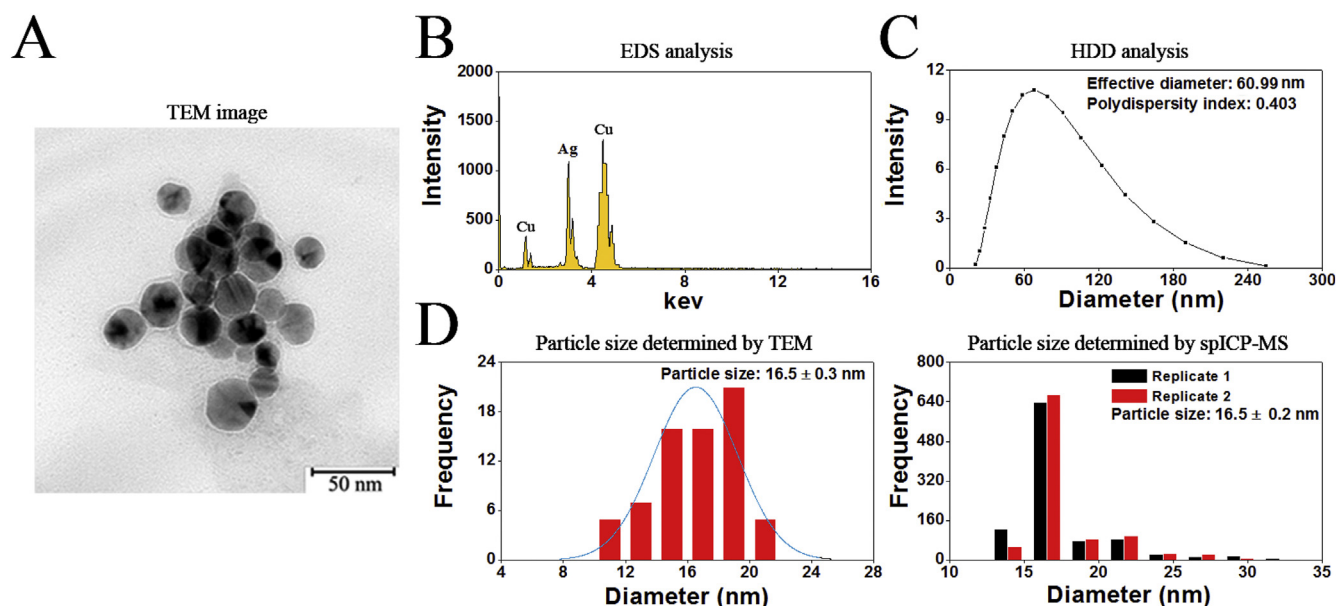 A
TEM image
50 nm
B
EDS analysis
Intensity
2000
1500
1000
500
0
Cu
Ag
Cu
0 4 8 12 16
kev
C
HDD analysis
Intensity
12
9
6
3
0
Effective diameter: 60.99 nm
Polydispersity index: 0.403
0 60 120 180 240 300
Diameter (nm)
D
Particle size determined by TEM
Frequency
24
18
12
6
0
Particle size: 16.5 ± 0.3 nm
4 8 12 16 20 24 28
Diameter (nm)
Particle size determined by spICP-MS
Frequency
800
640
480
320
160
0
Replicate 1
Replicate 2
Particle size: 16.5 ± 0.2 nm
10 15 20 25 30 35
Diameter (nm)